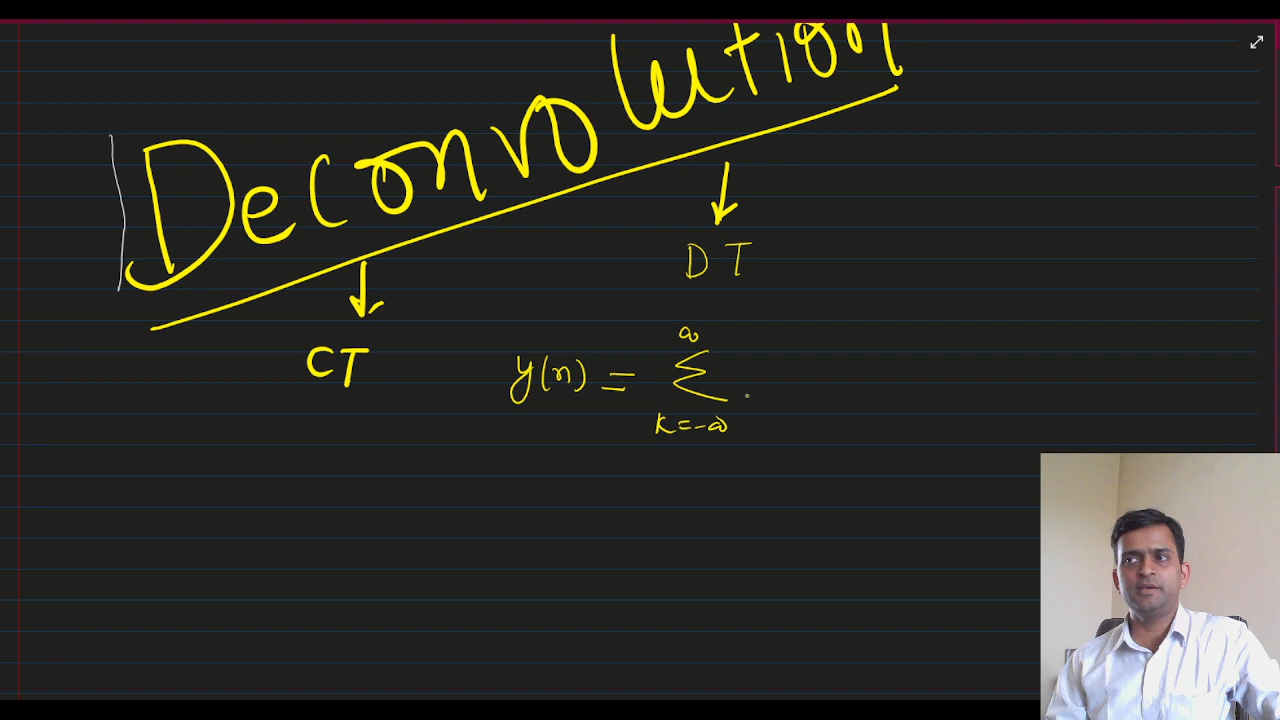 Deconvolution
DT
CT
y(n) = ∞ Σ k=-∞